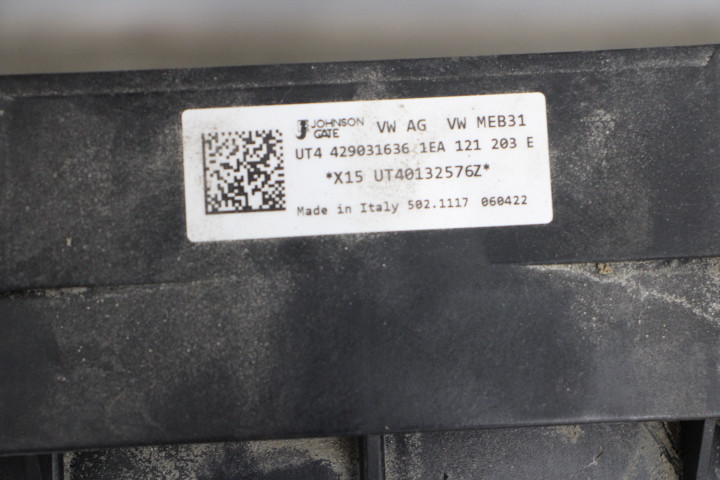 JOHNSON GATE VW AG VW MEB31
UT4 429031636 1EA 121 203 E
*X15 UT40132576Z*
Made in Italy 502.1117 060422